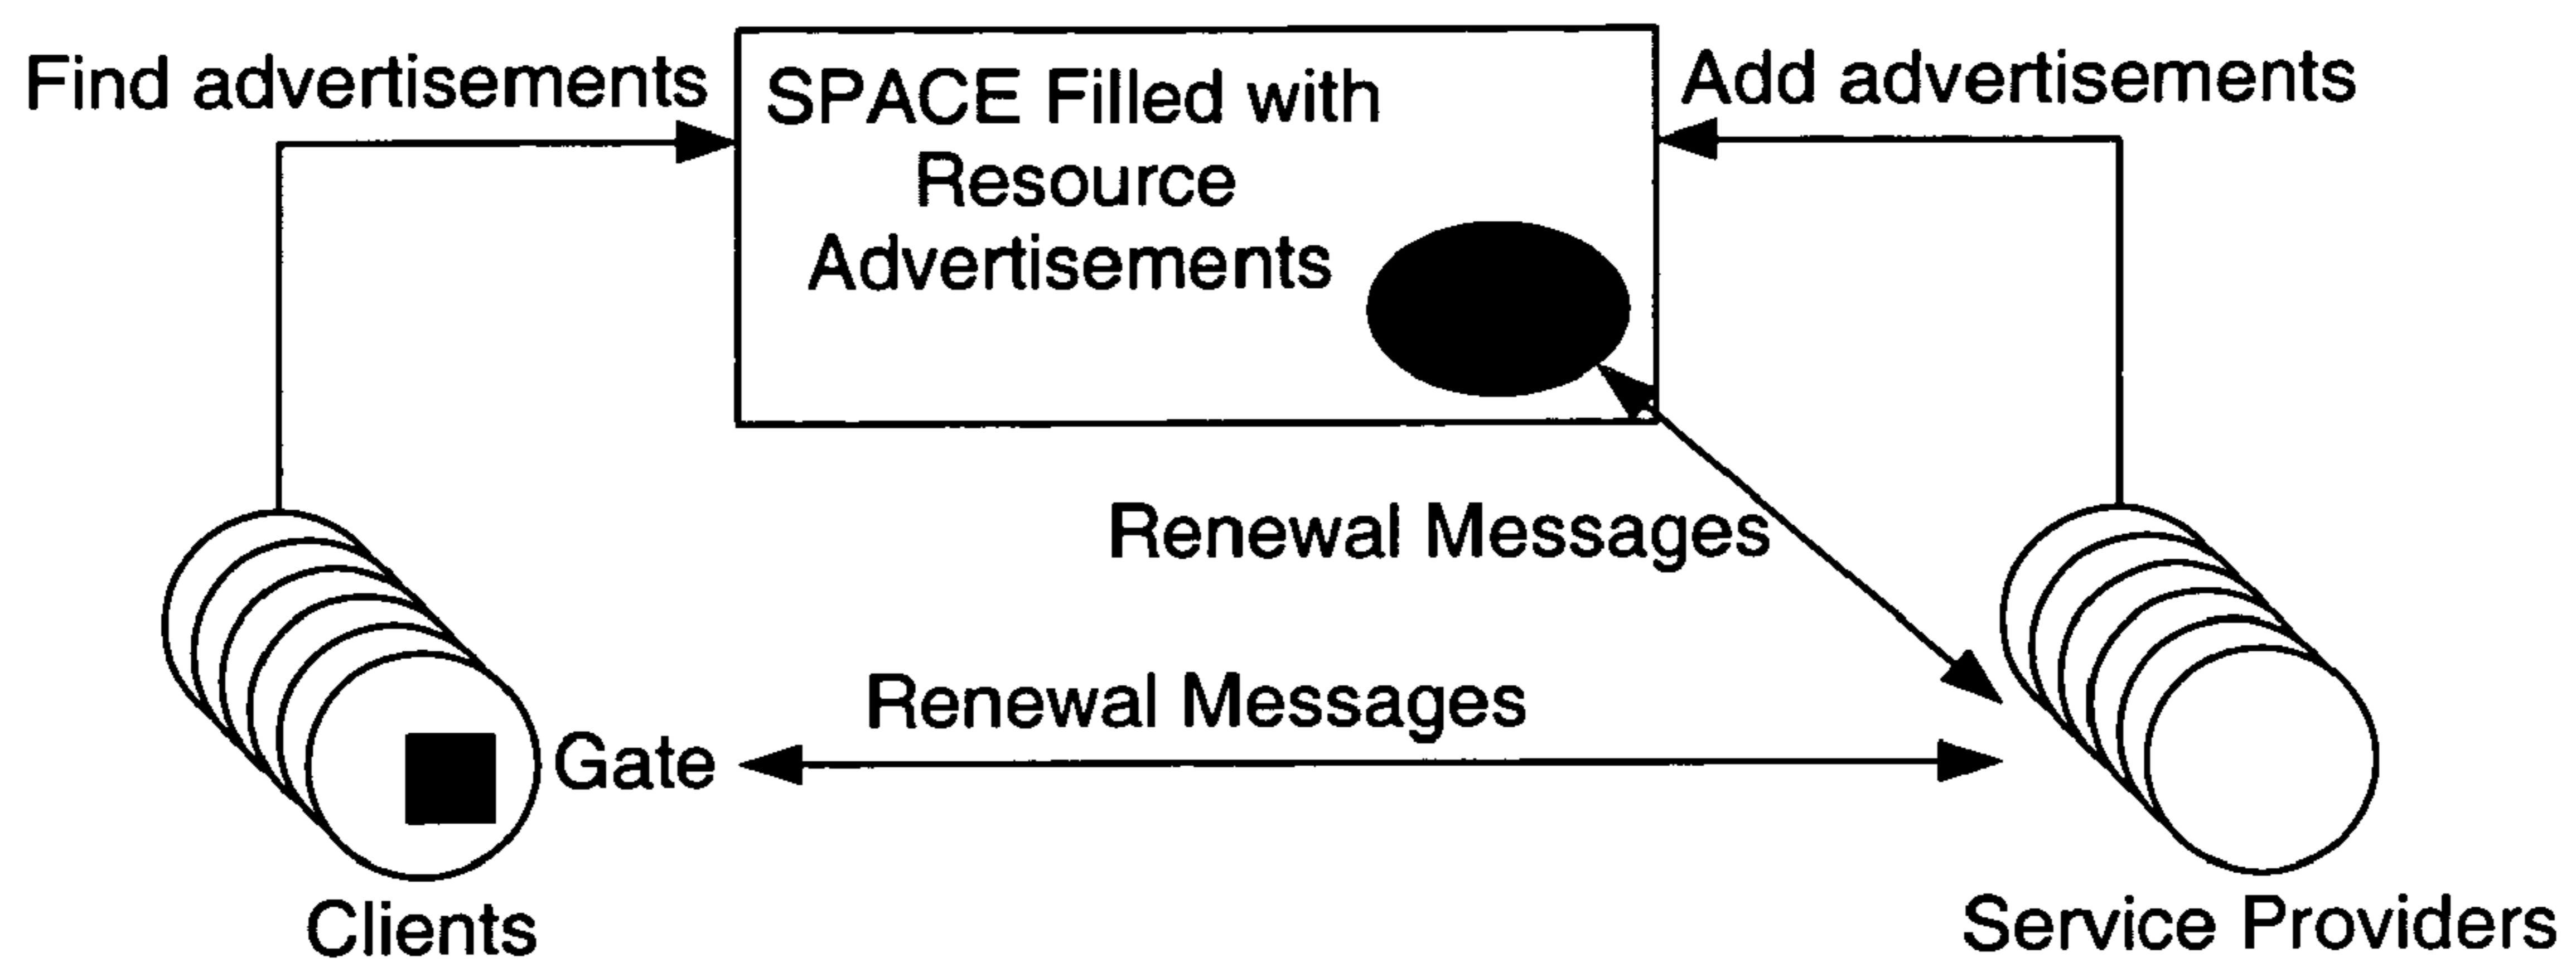 Find advertisements
SPACE Filled with
Resource
Advertisements
Add advertisements
Renewal Messages
Renewal Messages
Gate
Clients
Service Providers